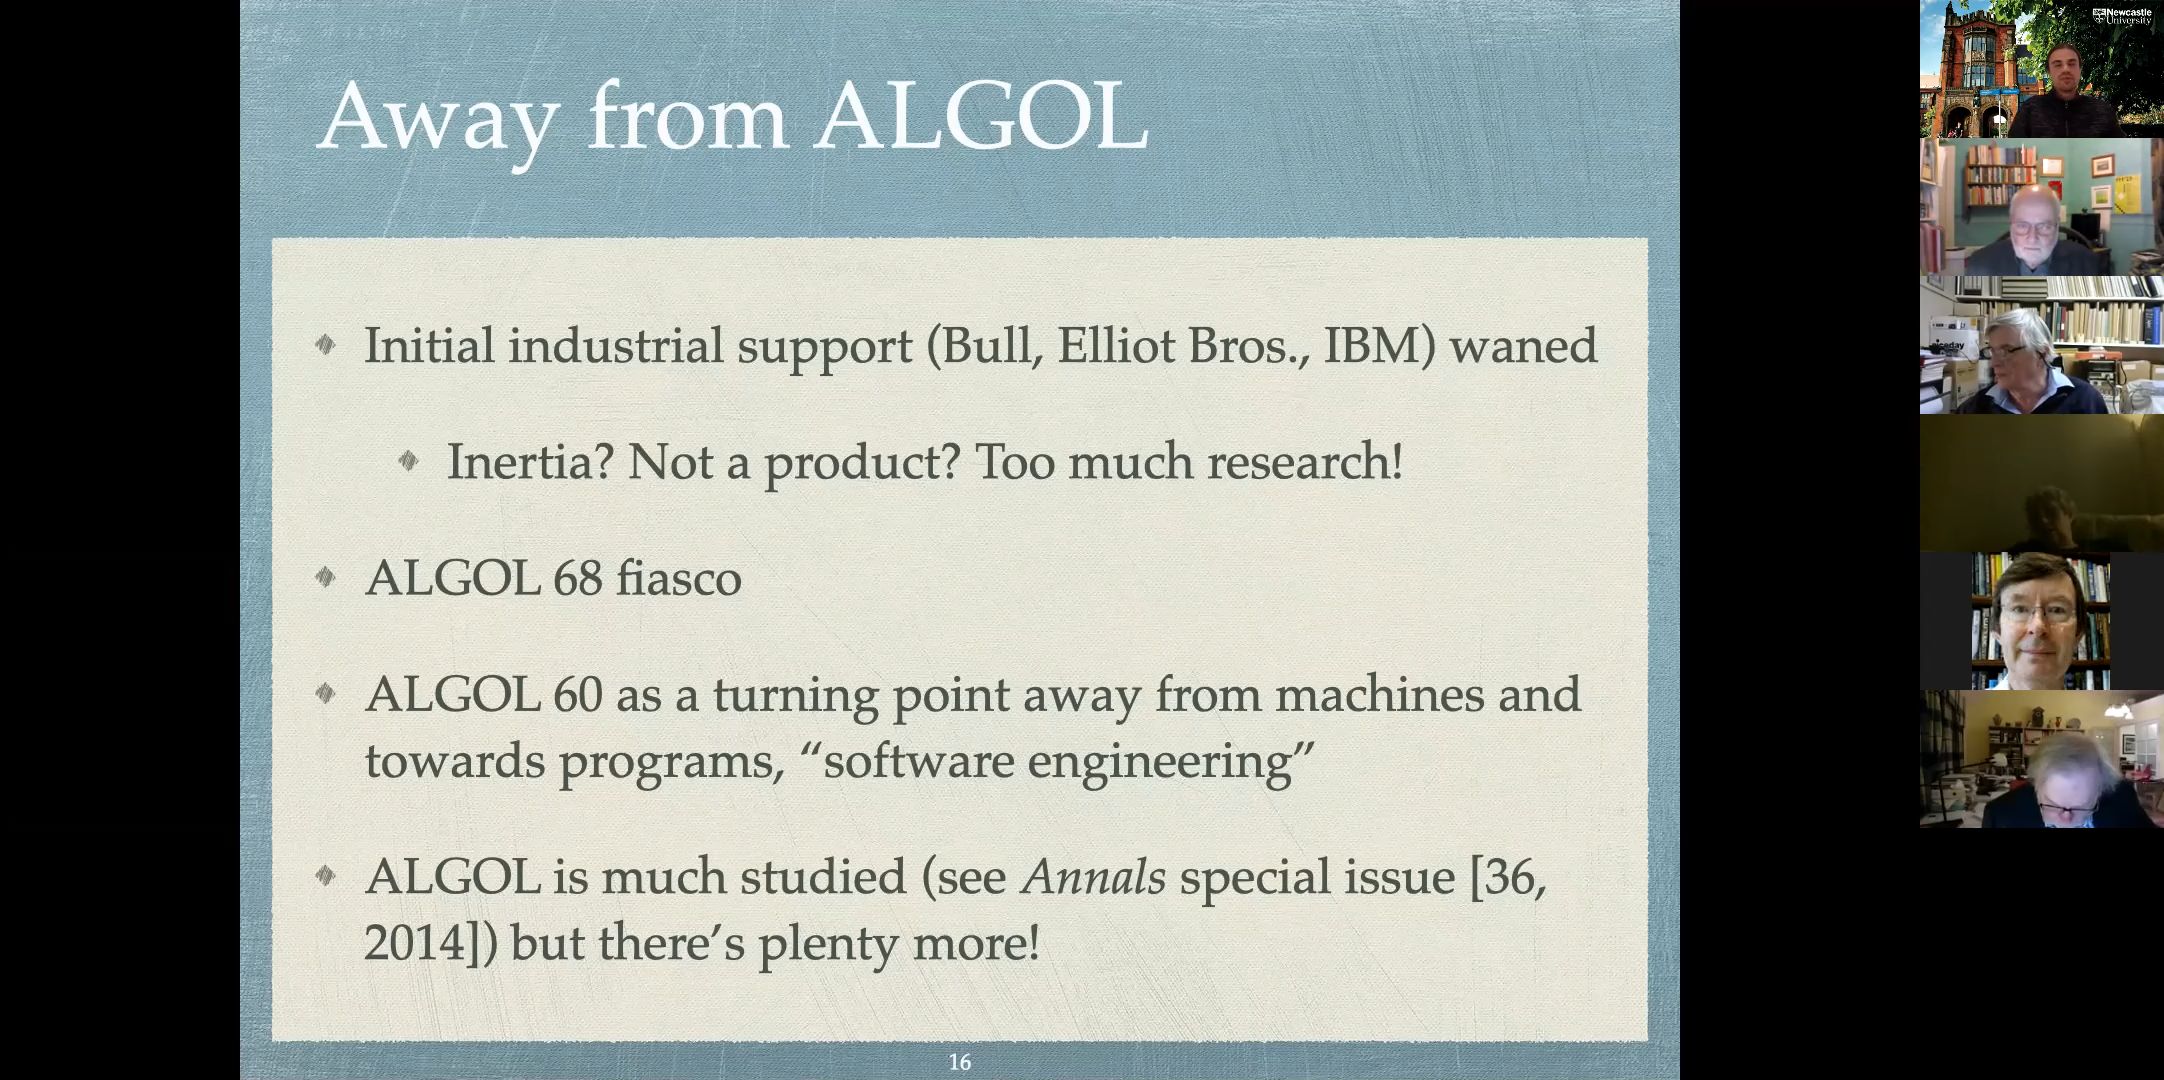 Away from ALGOL
Initial industrial support (Bull, Elliot Bros., IBM) waned
Inertia? Not a product? Too much research!
ALGOL 68 fiasco
ALGOL 60 as a turning point away from machines and
towards programs, “software engineering”
ALGOL is much studied (see Annals special issue [36,
2014]) but there’s plenty more!
16
Newcastle
University
niceday